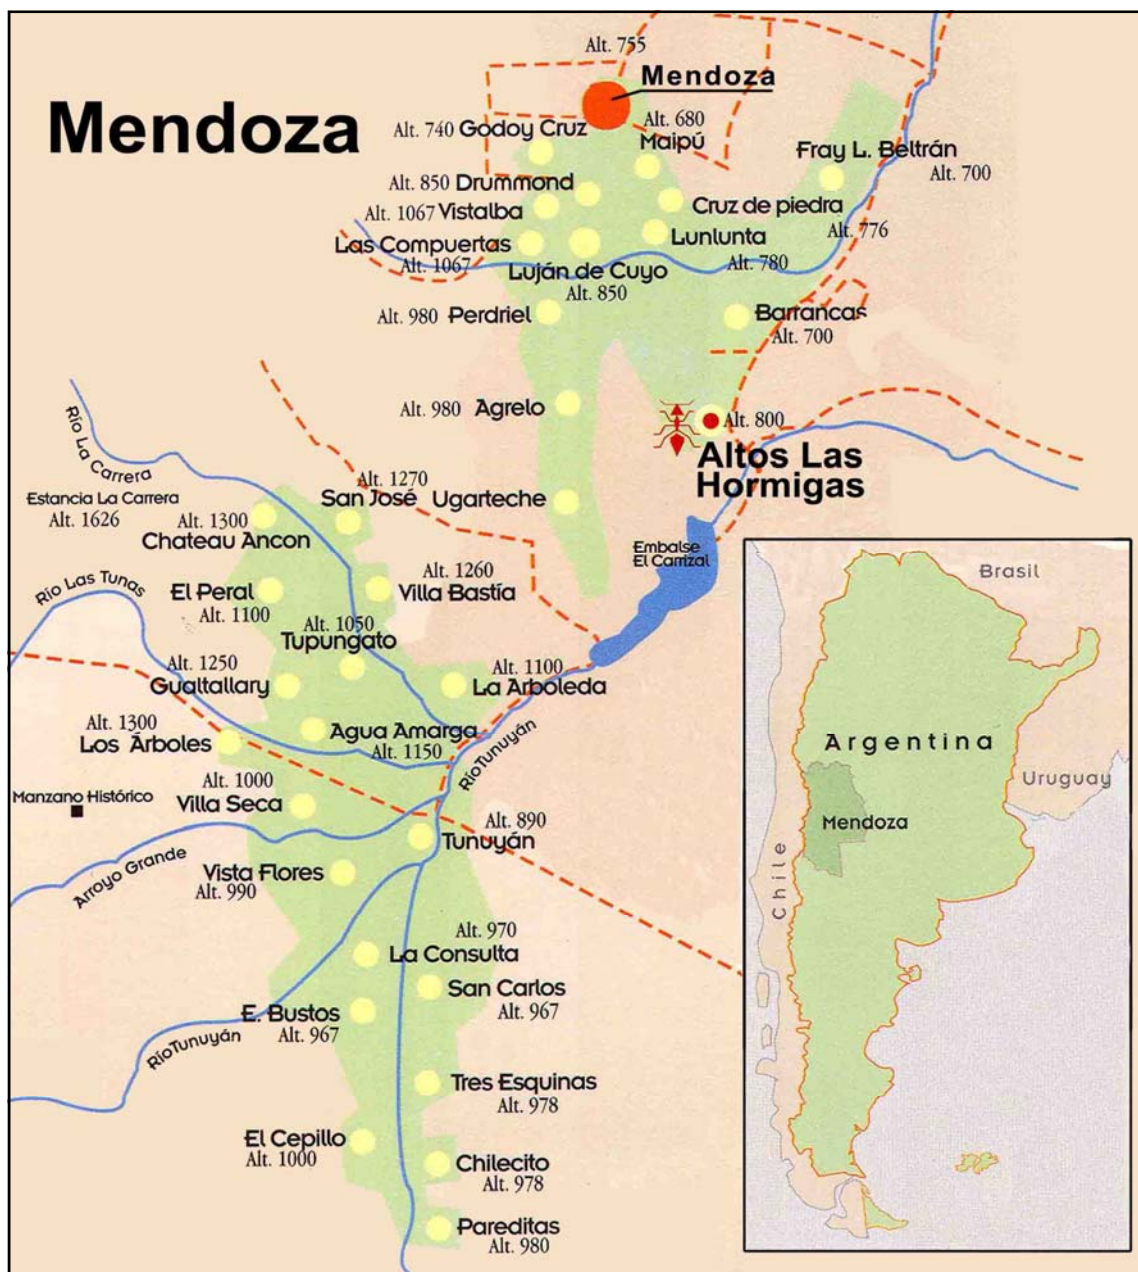 Mendoza
Alt. 755
Mendoza
Alt. 740 Godoy Cruz
Alt. 680
Maipú
Fray L. Beltrán
Alt. 700
Alt. 850 Drummond
Alt. 1067 Vistalba
Cruz de piedra
Alt. 776
Las Compuertas
Alt. 1067
Lunlunta
Alt. 780
Luján de Cuyo
Alt. 850
Alt. 980 Perdriel
Barrancas
Alt. 700
Alt. 980 Agrelo
Alt. 800
Altos Las
Hormigas
Río La Carrera
Estancia La Carrera
Alt. 1626
Alt. 1270
San José
Ugarteche
Alt. 1300
Chateau Ancon
Embalse
El Carrizal
Río Las Tunas
El Peral
Alt. 1100
Alt. 1260
Villa Bastía
Alt. 1050
Tupungato
Alt. 1250
Gualtallary
Alt. 1100
La Arboleda
Alt. 1300
Los Árboles
Agua Amarga
Alt. 1150
RíoTunuyán
Manzano Histórico
Alt. 1000
Villa Seca
Alt. 890
Tunuyán
Arroyo Grande
Vista Flores
Alt. 990
Alt. 970
La Consulta
San Carlos
Alt. 967
E. Bustos
Alt. 967
RíoTunuyán
Tres Esquinas
Alt. 978
El Cepillo
Alt. 1000
Chilecito
Alt. 978
Pareditas
Alt. 980
Brasil
Argentina
Uruguay
Mendoza
Chile